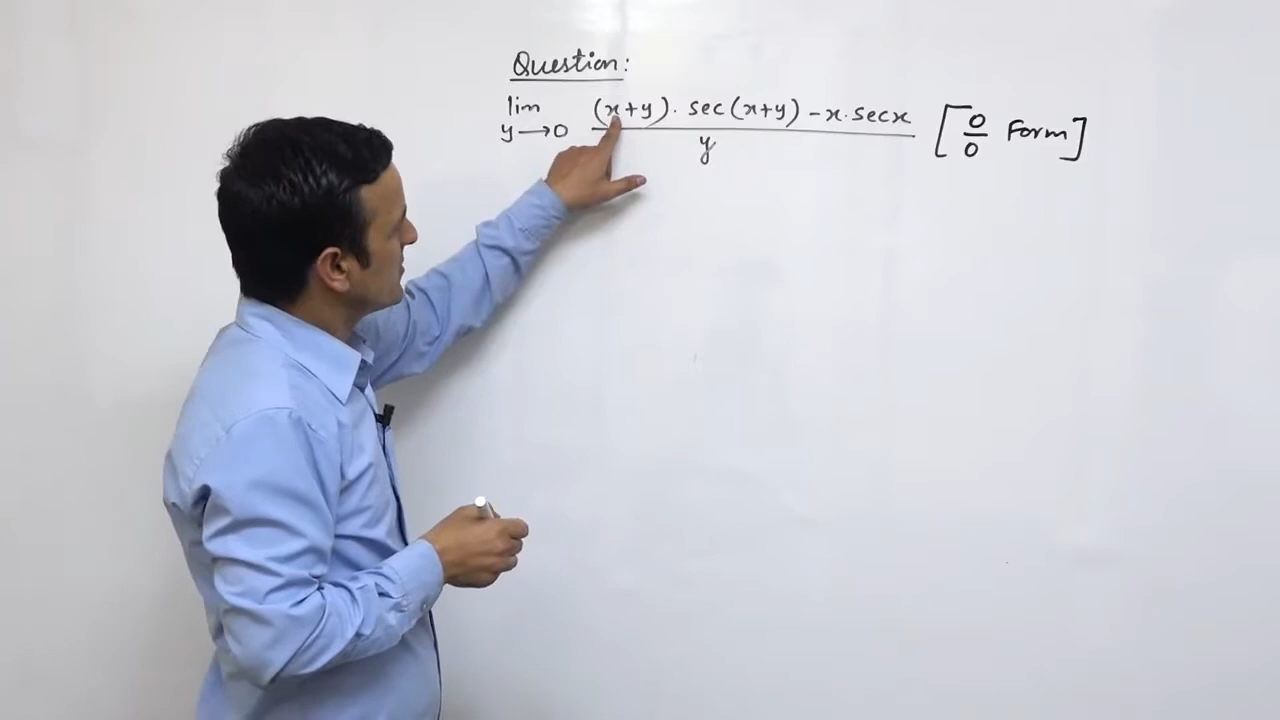 Question:
lim (x+y). sec(x+y) - x.secx [0/0 Form]
y→0 y